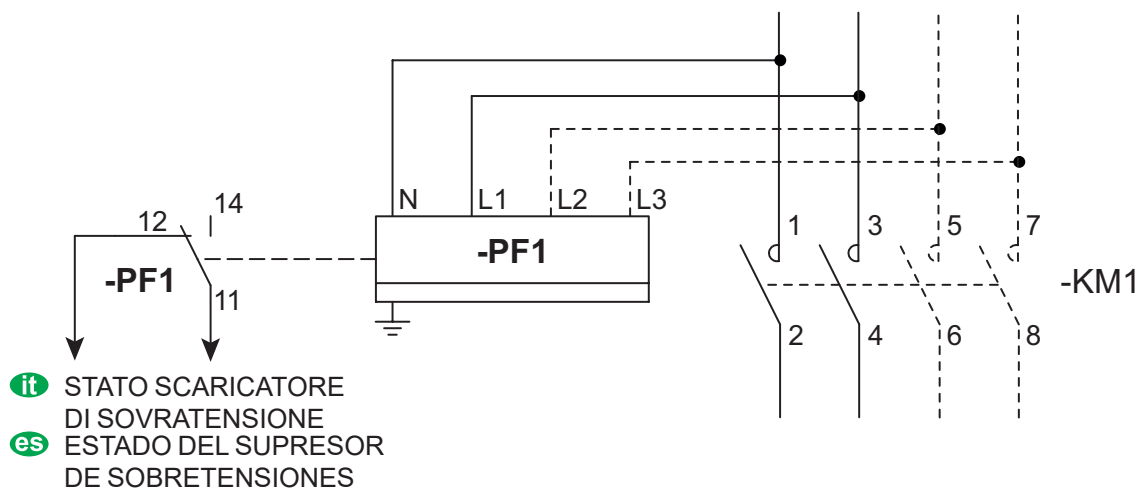 N L1 L2 L3
12 14
-PF1
-PF1
11
1 3 5 7
-KM1
2 4 6 8
it STATO SCARICATORE
DI SOVRATENSIONE
es ESTADO DEL SUPRESOR
DE SOBRETENSIONES